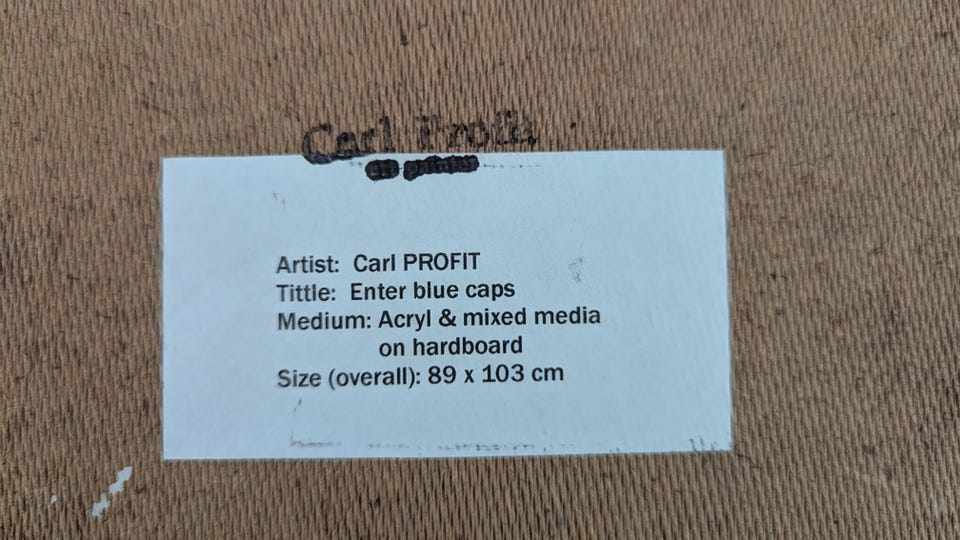 Carl Profit
Artist: Carl PROFIT
Tittle: Enter blue caps
Medium: Acryl & mixed media
on hardboard
Size (overall): 89 x 103 cm